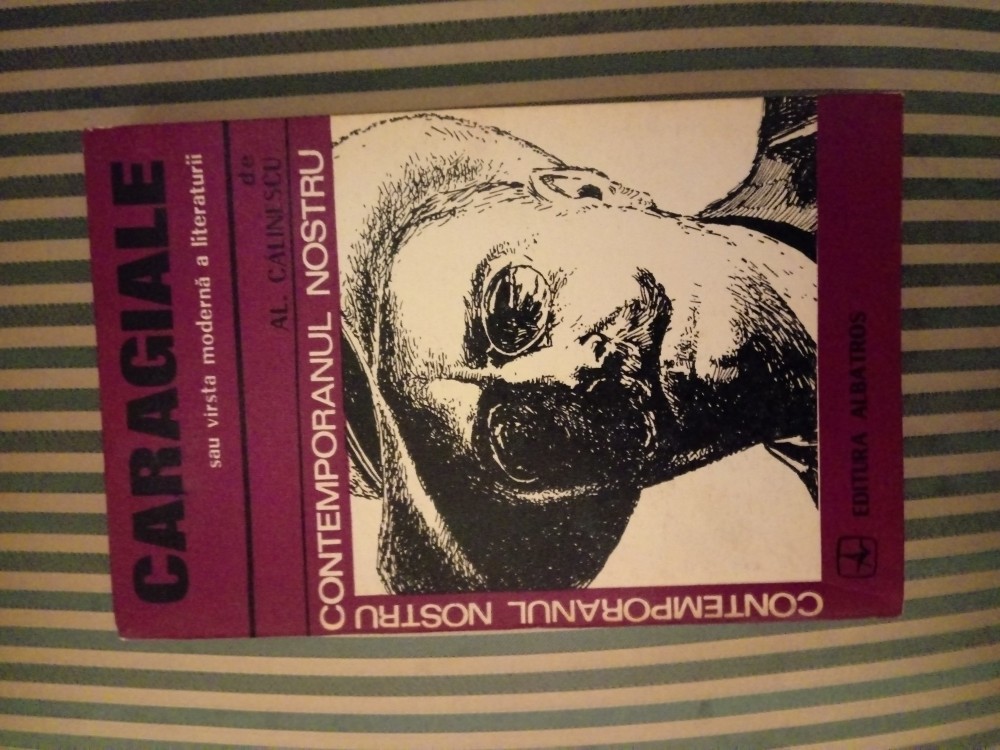 CARAGIALE
sau vîrsta modernă a literaturii
de
AL. CĂLINESCU
CONTEMPORANUL NOSTRU
CONTEMPORANUL NOSTRU
EDITURA ALBATROS